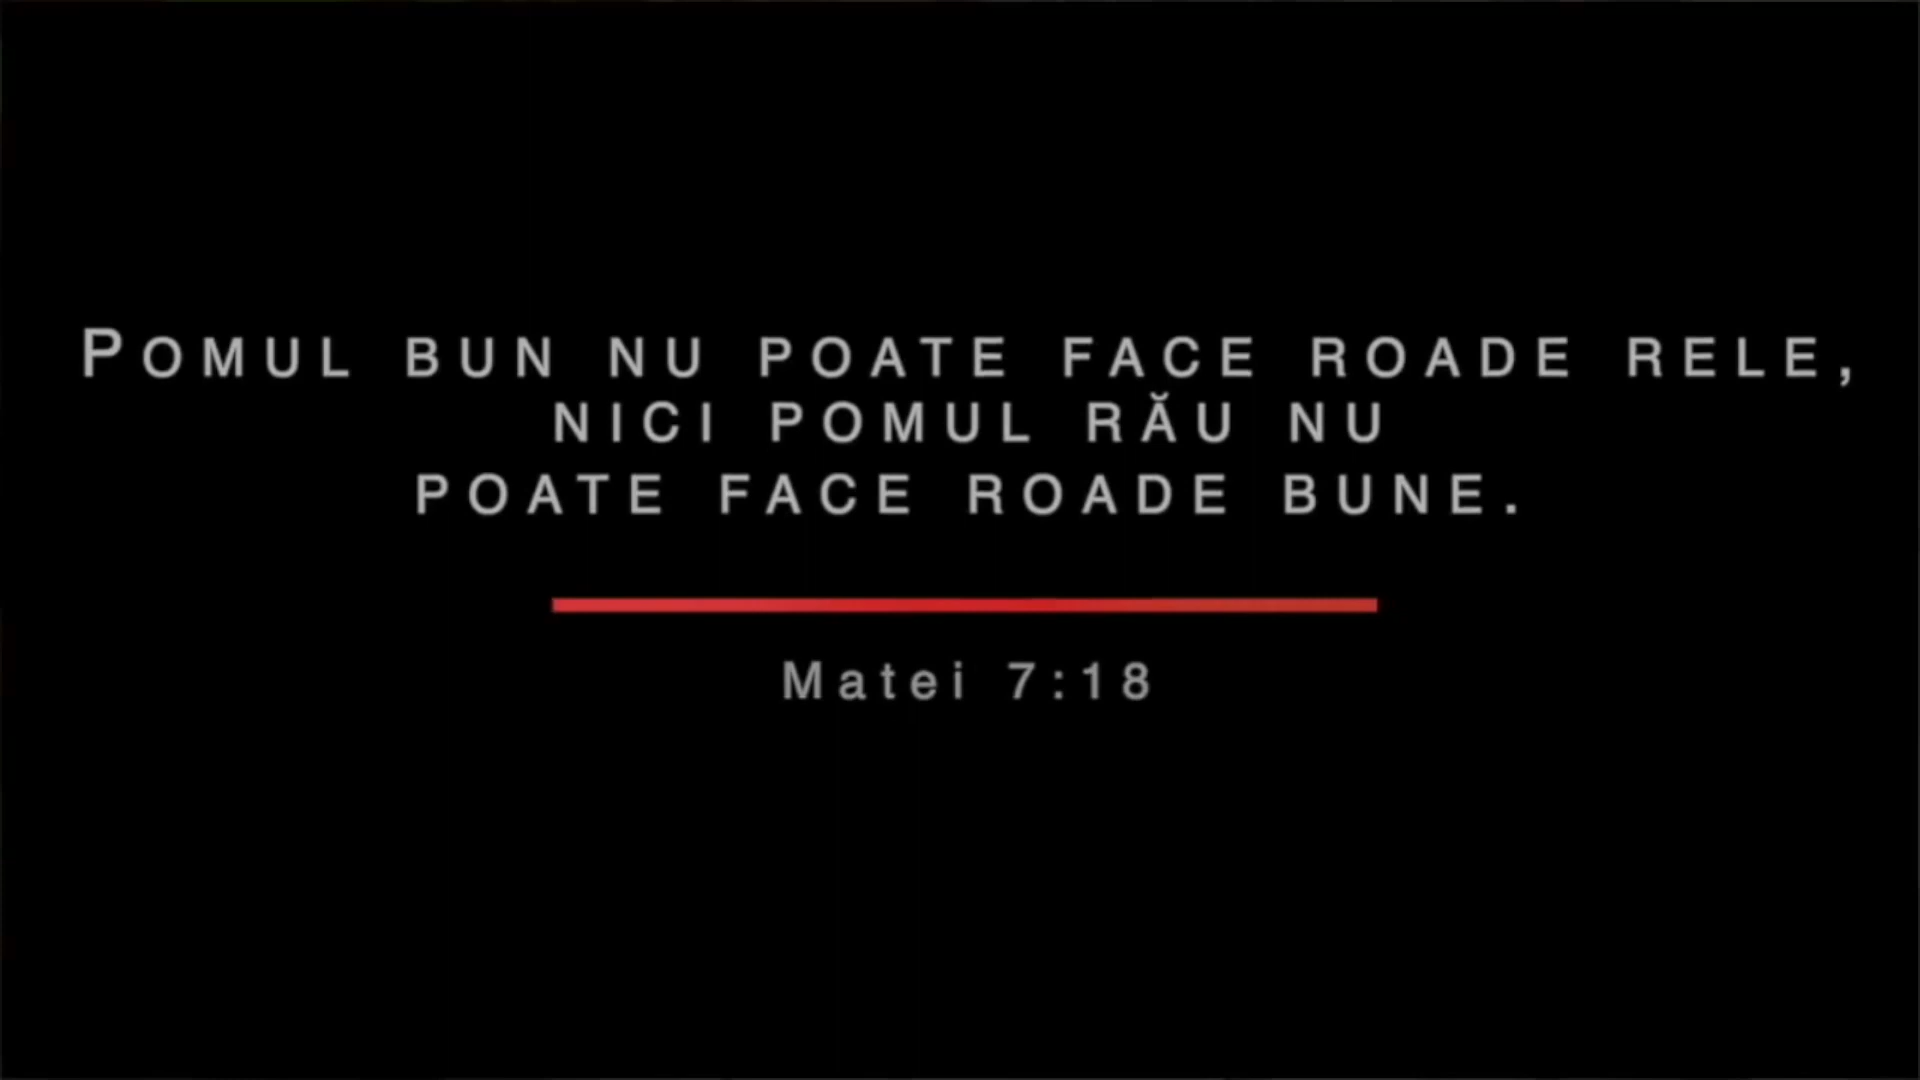 Pomul bun nu poate face roade rele,
nici pomul rău nu
poate face roade bune.
Matei 7:18